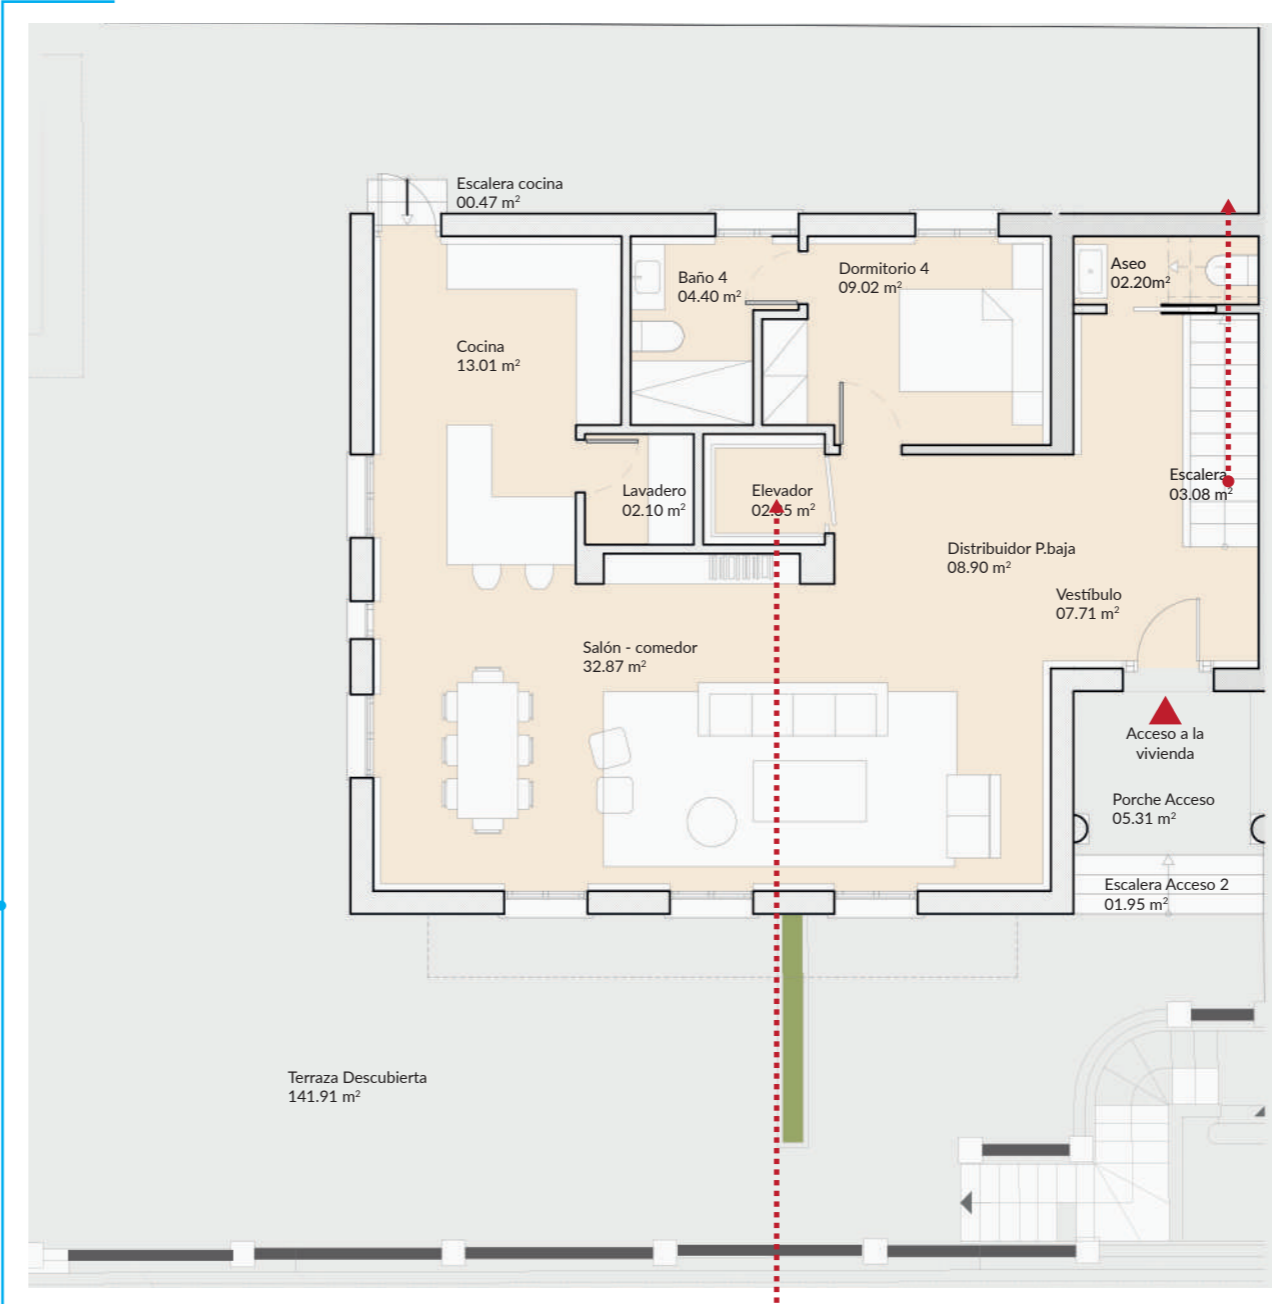 Escalera cocina
00.47 m²
Baño 4
04.40 m²
Dormitorio 4
09.02 m²
Aseo
02.20m²
Cocina
13.01 m²
Lavadero
02.10 m²
Elevador
m²
Escalera
03.08 m²
Distribuidor P.baja
08.90 m²
Vestíbulo
07.71 m²
Salón - comedor
32.87 m²
Acceso a la
vivienda
Porche Acceso
05.31 m²
Escalera Acceso 2
01.95 m²
Terraza Descubierta
141.91 m²